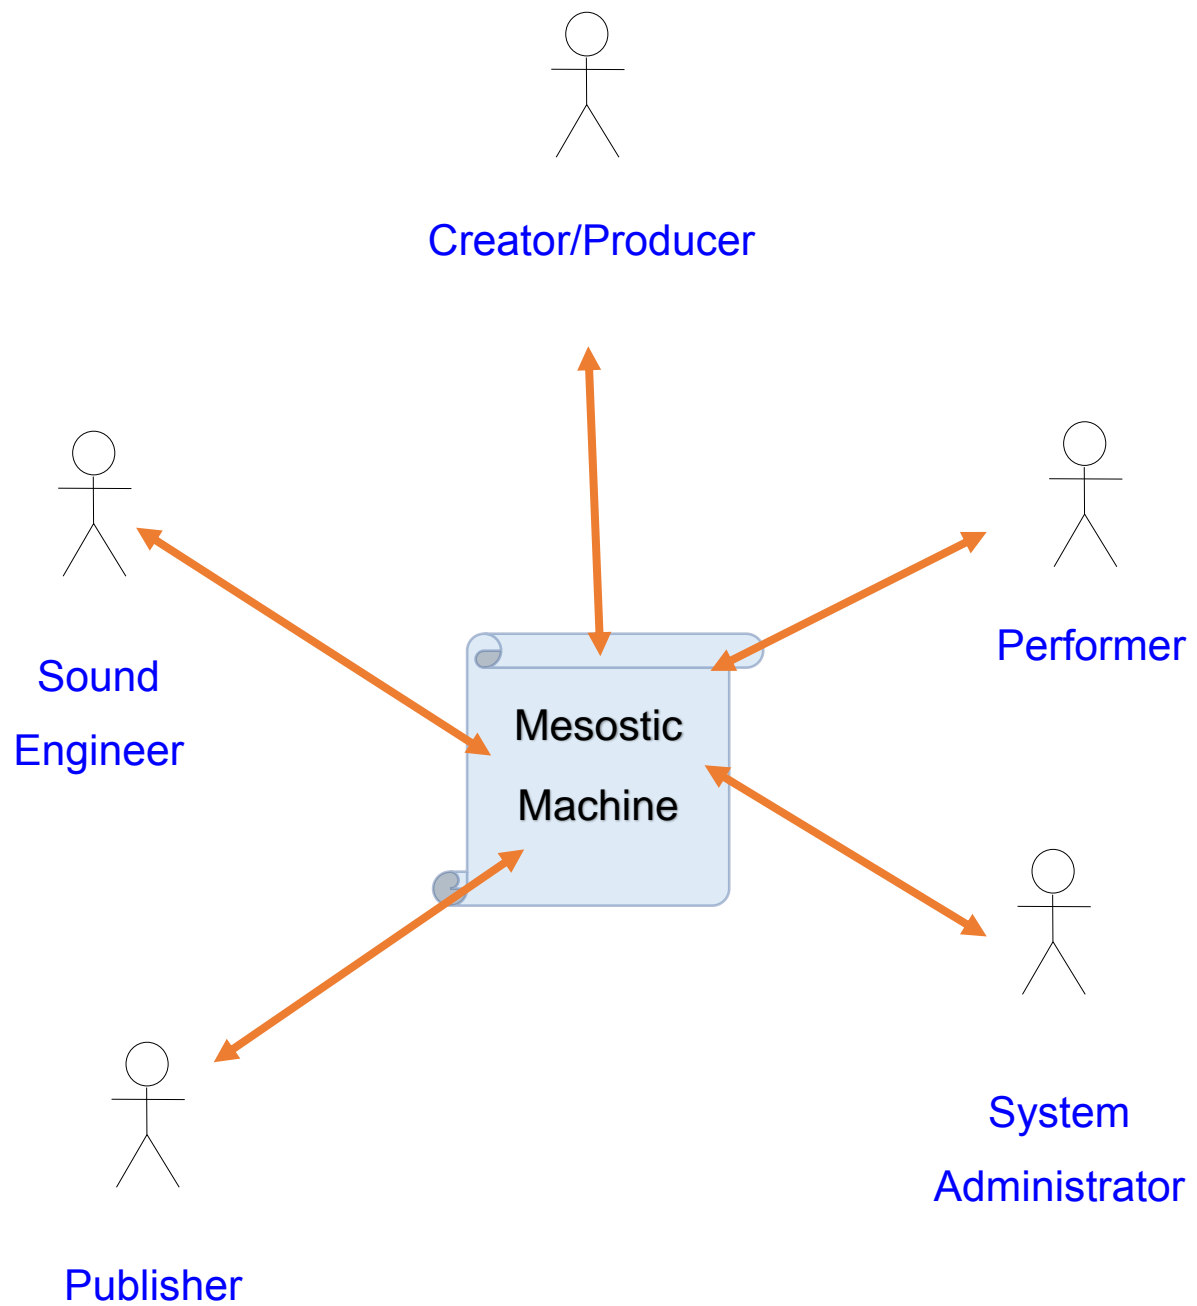 Creator/Producer
Performer
Sound
Engineer
Mesostic
Machine
System
Administrator
Publisher